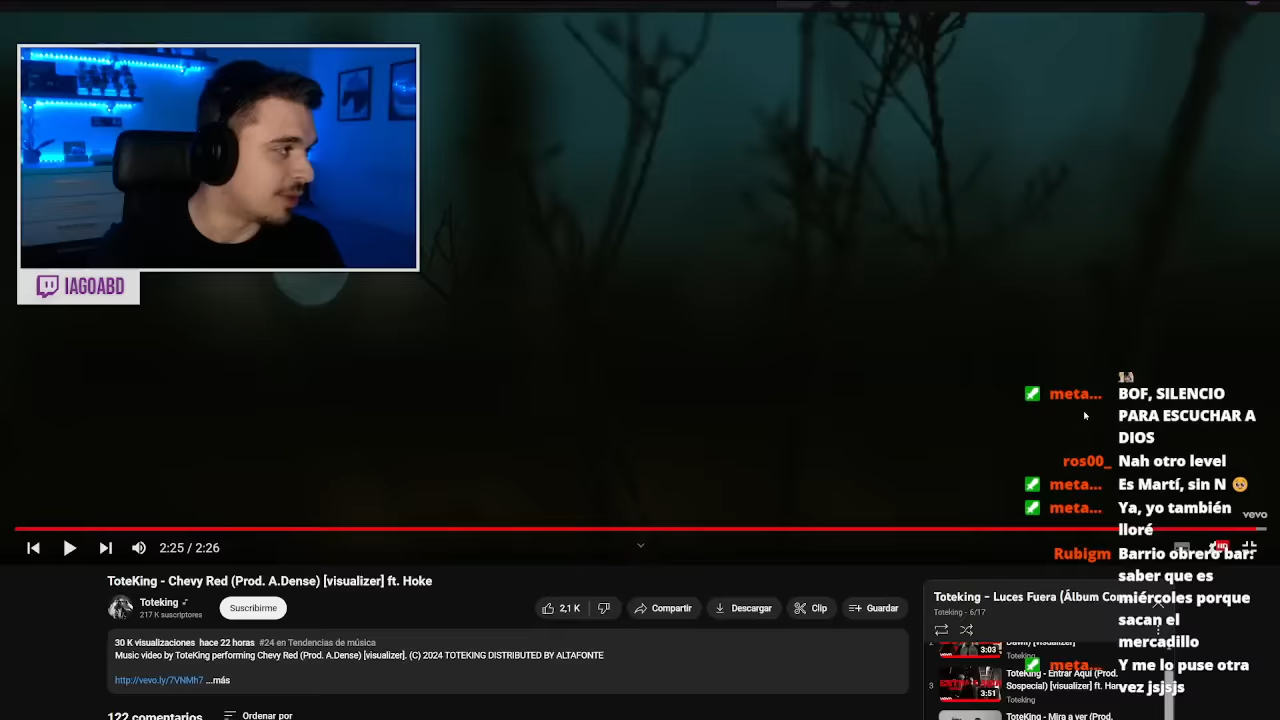 IAGOABD
meta... BOF, SILENCIO
PARA ESCUCHAR A
DIOS
ros00_ Nah otro level
meta... Es Martí, sin N 🥹
meta... Ya, yo también
lloré
vevo
Rubigm Barrio obrero bar:
saber que es
miércoles porque
sacan el
mercadillo
meta... Y me lo puse otra
vez jsjsjs
2:25 / 2:26
ToteKing - Chevy Red (Prod. A.Dense) [visualizer] ft. Hoke
Toteking
217 K suscriptores
Suscribirme
2,1 K
Compartir
Descargar
Clip
Guardar
30 K visualizaciones hace 22 horas #24 en Tendencias de música
Music video by ToteKing performing Chevy Red (Prod. A.Dense) [visualizer]. (C) 2024 TOTEKING DISTRIBUTED BY ALTAFONTE
http://vevo.ly/7VNMh7 ...más
122 comentarios
Ordenar por
Toteking – Luces Fuera (Álbum Com
Toteking - 6/17
[visualizer]
3:03
Toteking
3
3:51
ToteKing - Entrar Aquí (Prod.
Sospecial) [visualizer] ft. Har
Toteking
ToteKing - Mira a ver (Prod.